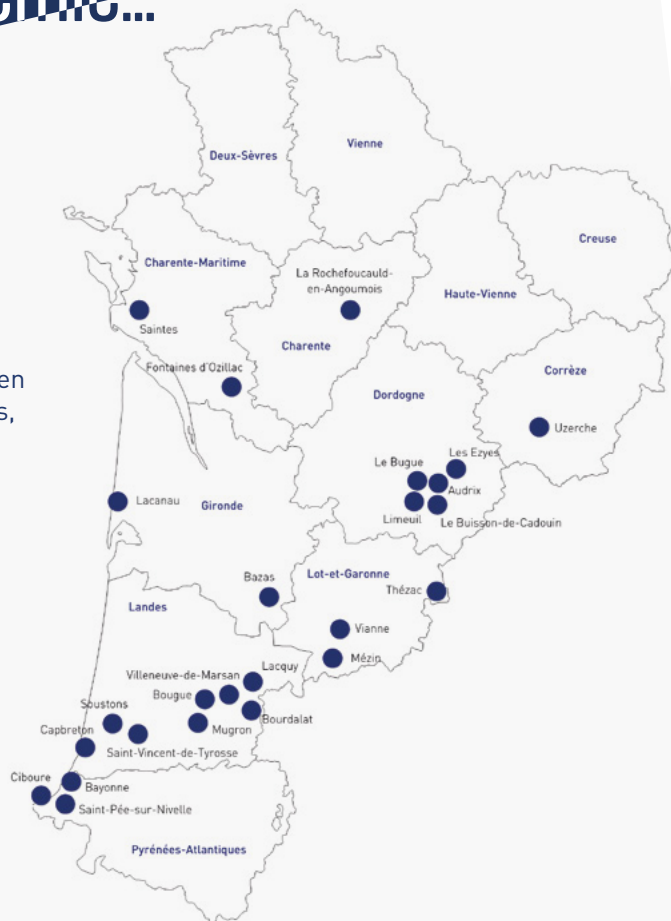 Deux-Sèvres
Vienne
Creuse
Charente-Maritime
La Rochefoucauld-
en-Angoumois
Haute-Vienne
Saintes
Charente
Fontaines d'Ozillac
en
s,
Corrèze
Dordogne
Uzerche
Les Ezyes
Le Bugue
Audrix
Lacanau
Gironde
Limeuil
Le Buisson-de-Cadouin
Bazas
Lot-et-Garonne
Thézac
Landes
Vianne
Mézin
Lacquy
Villeneuve-de-Marsan
Bougue
Soustons
Bourdalat
Mugron
Capbreton
Saint-Vincent-de-Tyrosse
Ciboure
Bayonne
Saint-Pée-sur-Nivelle
Pyrénées-Atlantiques